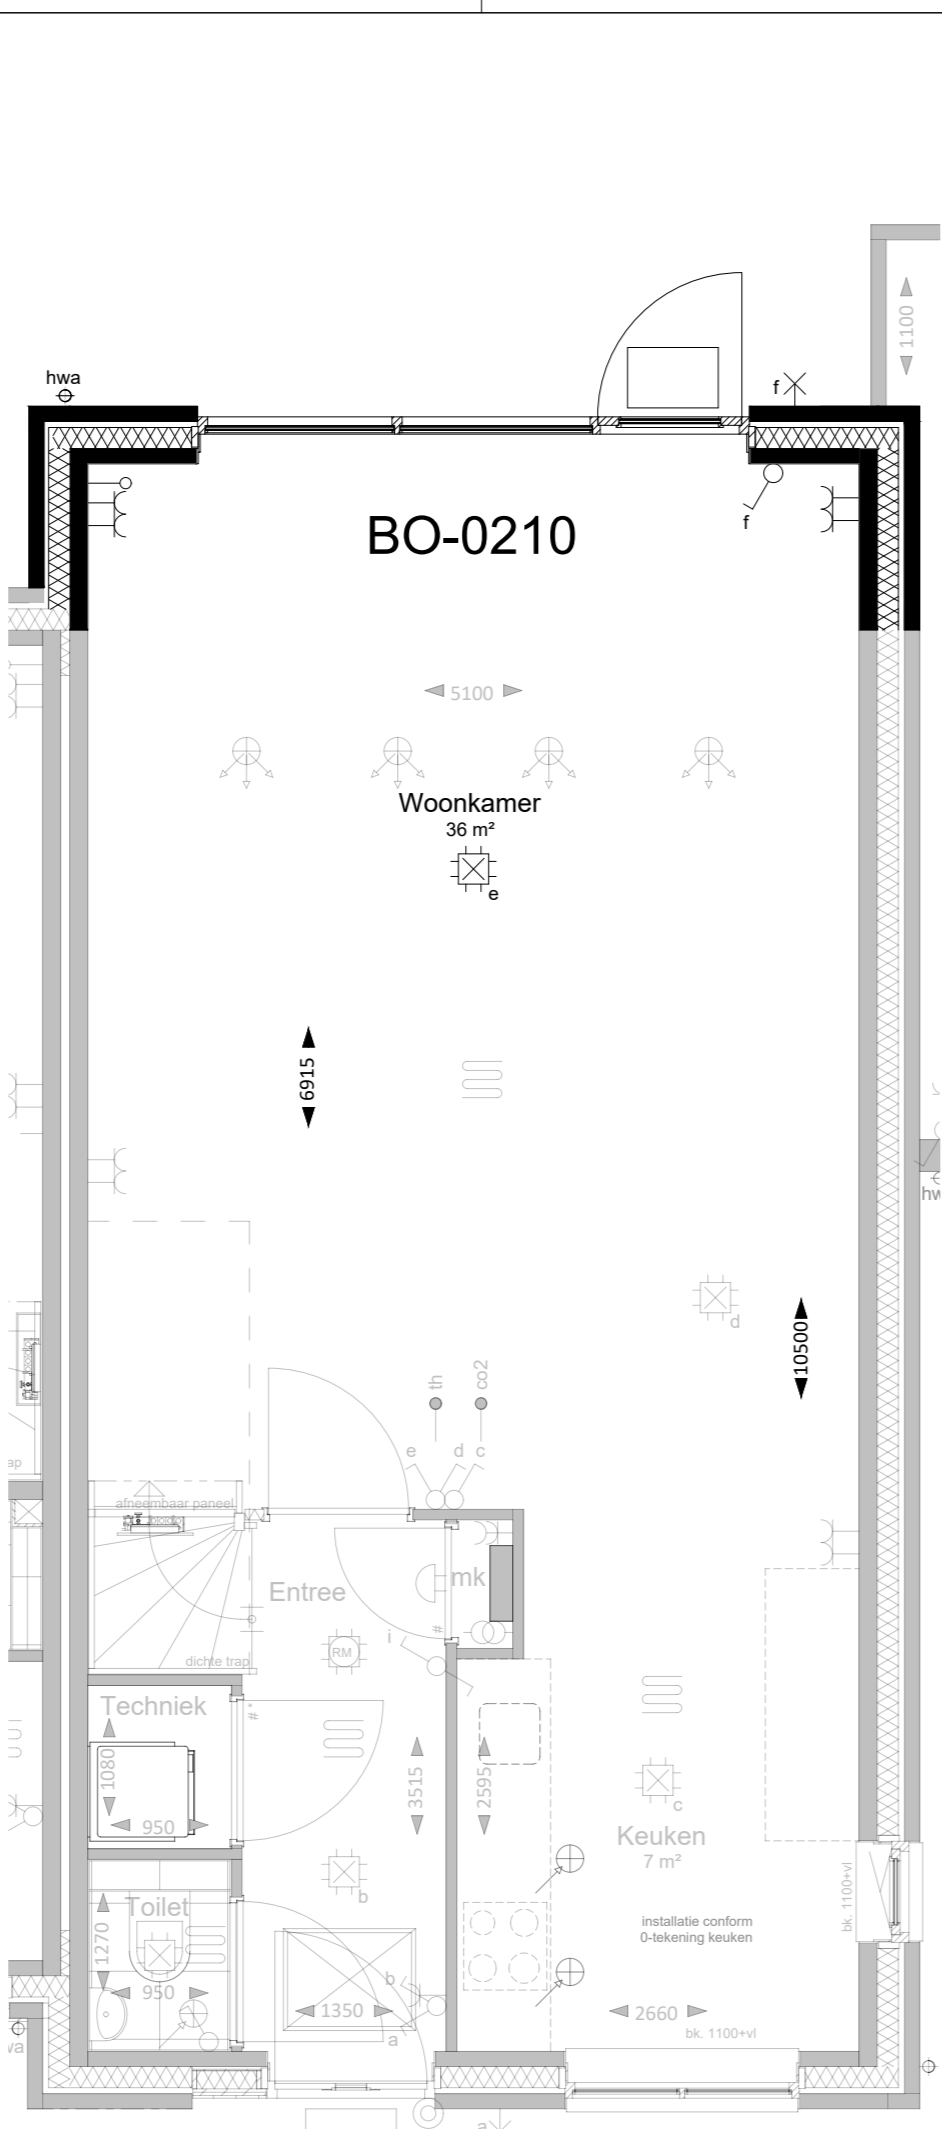 1100
hwa
f
f
BO-0210
5100
Woonkamer
36 m²
e
6915
hw
d
10500
th
co2
e
d
c
ap
afneembaar paneel
Entree
mk
#
i
RM
dichte trap
Techniek
# *
1080
950
3515
2595
c
Keuken
7 m²
b
bk. 1100+vl
Toilet
installatie conform
0-tekening keuken
1270
950
b
1350
a
2660
bk. 1100+vl
wa
a